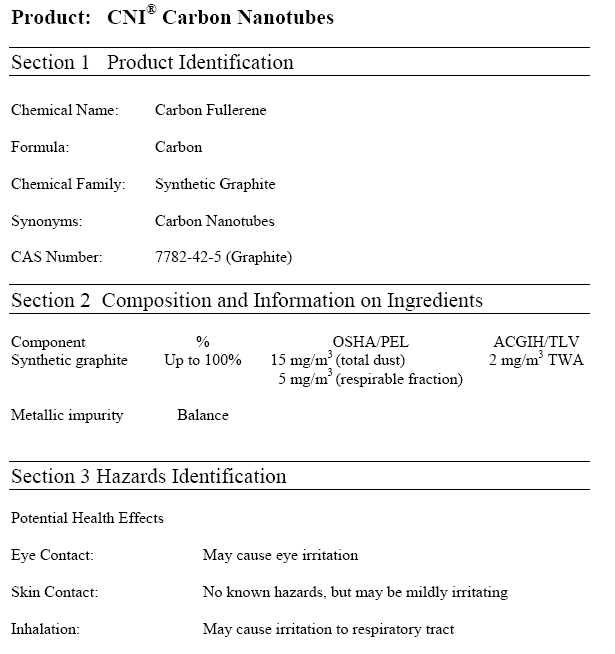 Product: CNI® Carbon Nanotubes
Section 1 Product Identification
Chemical Name: Carbon Fullerene
Formula: Carbon
Chemical Family: Synthetic Graphite
Synonyms: Carbon Nanotubes
CAS Number: 7782-42-5 (Graphite)
Section 2 Composition and Information on Ingredients
Component % OSHA/PEL ACGIH/TLV
Synthetic graphite Up to 100% 15 mg/m³ (total dust) 2 mg/m³ TWA
5 mg/m³ (respirable fraction)
Metallic impurity Balance
Section 3 Hazards Identification
Potential Health Effects
Eye Contact: May cause eye irritation
Skin Contact: No known hazards, but may be mildly irritating
Inhalation: May cause irritation to respiratory tract